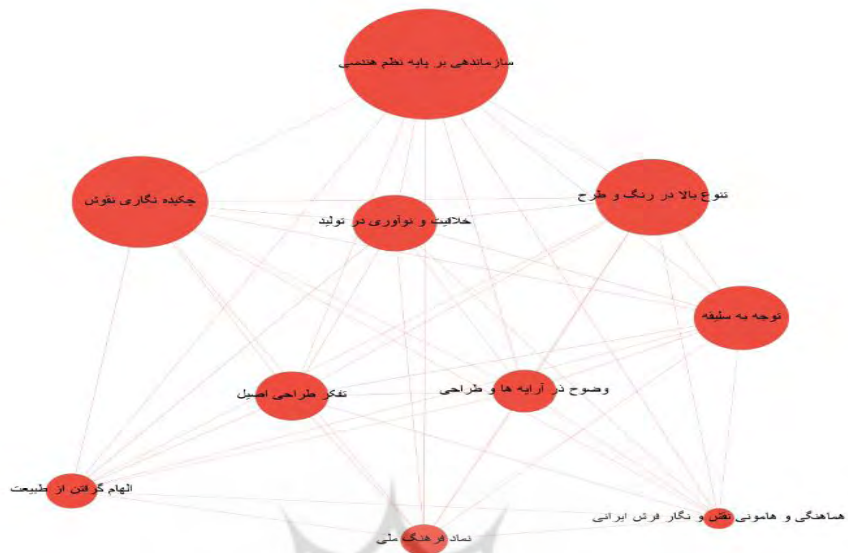 سازماندهی بر پایه نظم هندسی
چکیده نگاری نقوش
تنوع بالا در رنگ و طرح
خلاقیت و نوآوری در تولید
توجه به سلیقه
وضوح در آرایه ها و طراحی
تفکر طراحی اصیل
الهام گرفتن از طبیعت
هماهنگی و هامونی نقش و نگار فرش ایرانی
نماد فرهنگ ملی